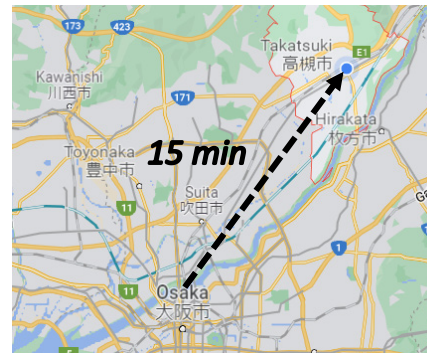 173
423
Takatsuki
高槻市
E1
Kawanishi
川西市
171
Hirakata
枚方市
15 min
Toyonaka
豊中市
Suita
吹田市
11
1
11
Osaka
大阪市
5